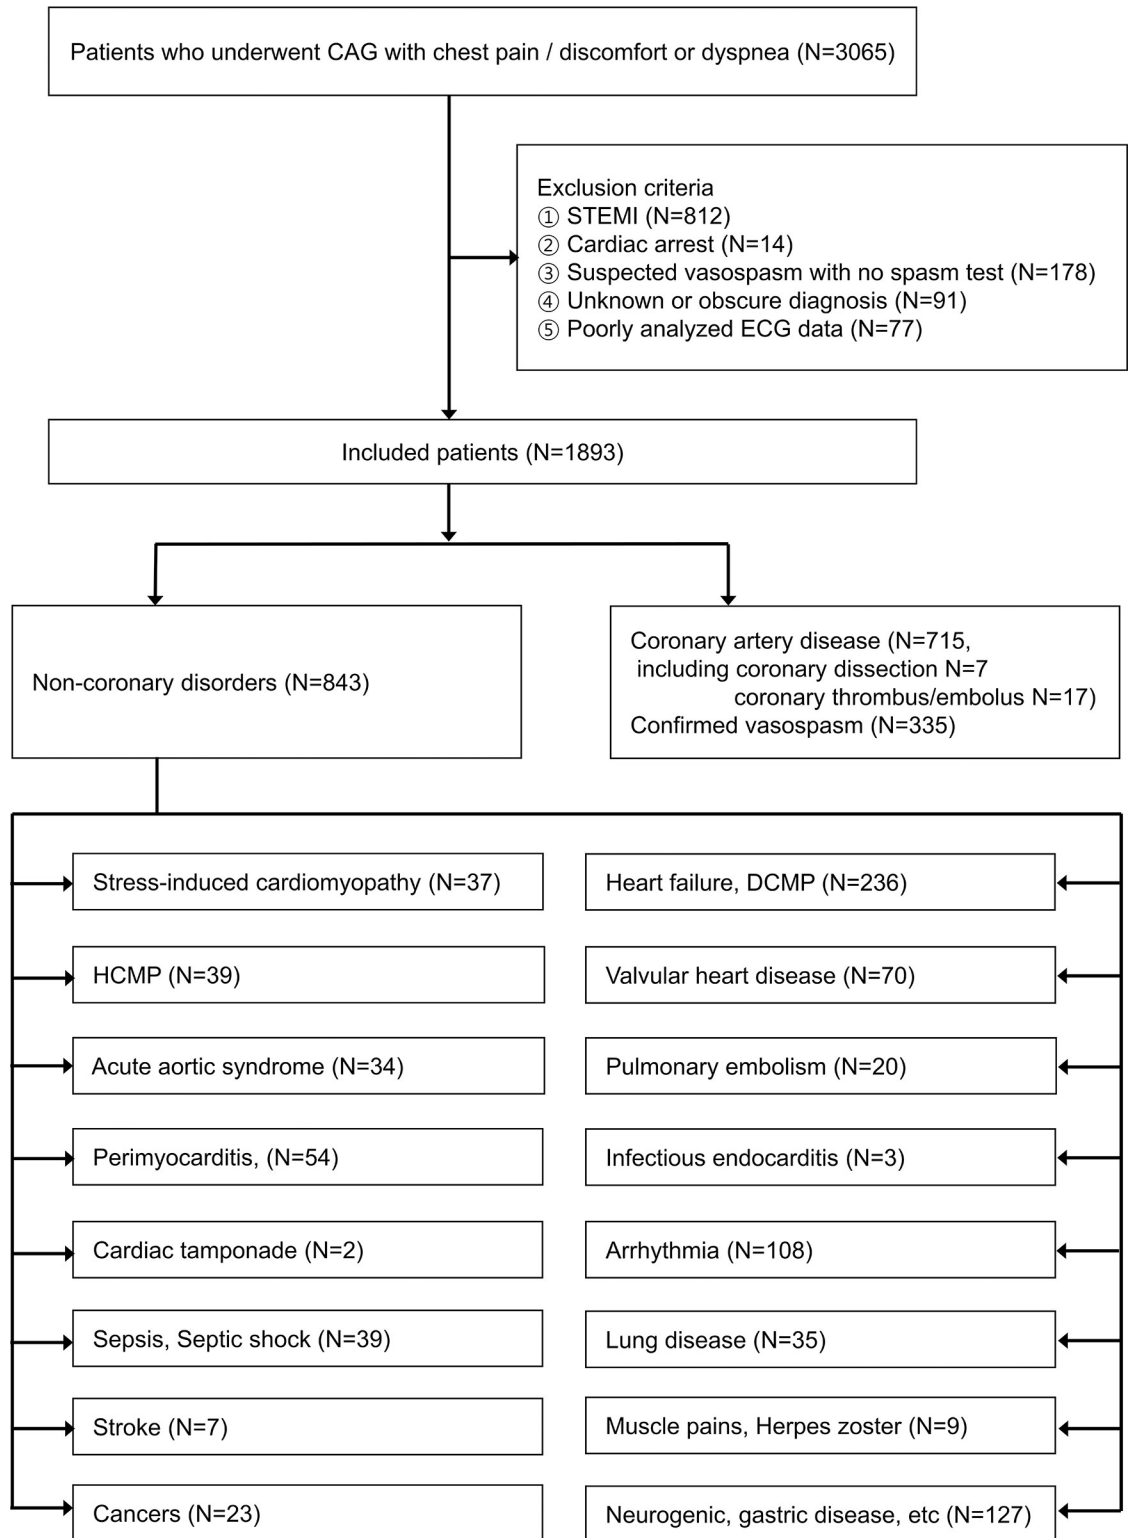 Patients who underwent CAG with chest pain / discomfort or dyspnea (N=3065)
Exclusion criteria
① STEMI (N=812)
② Cardiac arrest (N=14)
③ Suspected vasospasm with no spasm test (N=178)
④ Unknown or obscure diagnosis (N=91)
⑤ Poorly analyzed ECG data (N=77)
Included patients (N=1893)
Non-coronary disorders (N=843)
Coronary artery disease (N=715,
including coronary dissection N=7
coronary thrombus/embolus N=17)
Confirmed vasospasm (N=335)
Stress-induced cardiomyopathy (N=37)
Heart failure, DCMP (N=236)
HCMP (N=39)
Valvular heart disease (N=70)
Acute aortic syndrome (N=34)
Pulmonary embolism (N=20)
Perimyocarditis, (N=54)
Infectious endocarditis (N=3)
Cardiac tamponade (N=2)
Arrhythmia (N=108)
Sepsis, Septic shock (N=39)
Lung disease (N=35)
Stroke (N=7)
Muscle pains, Herpes zoster (N=9)
Cancers (N=23)
Neurogenic, gastric disease, etc (N=127)